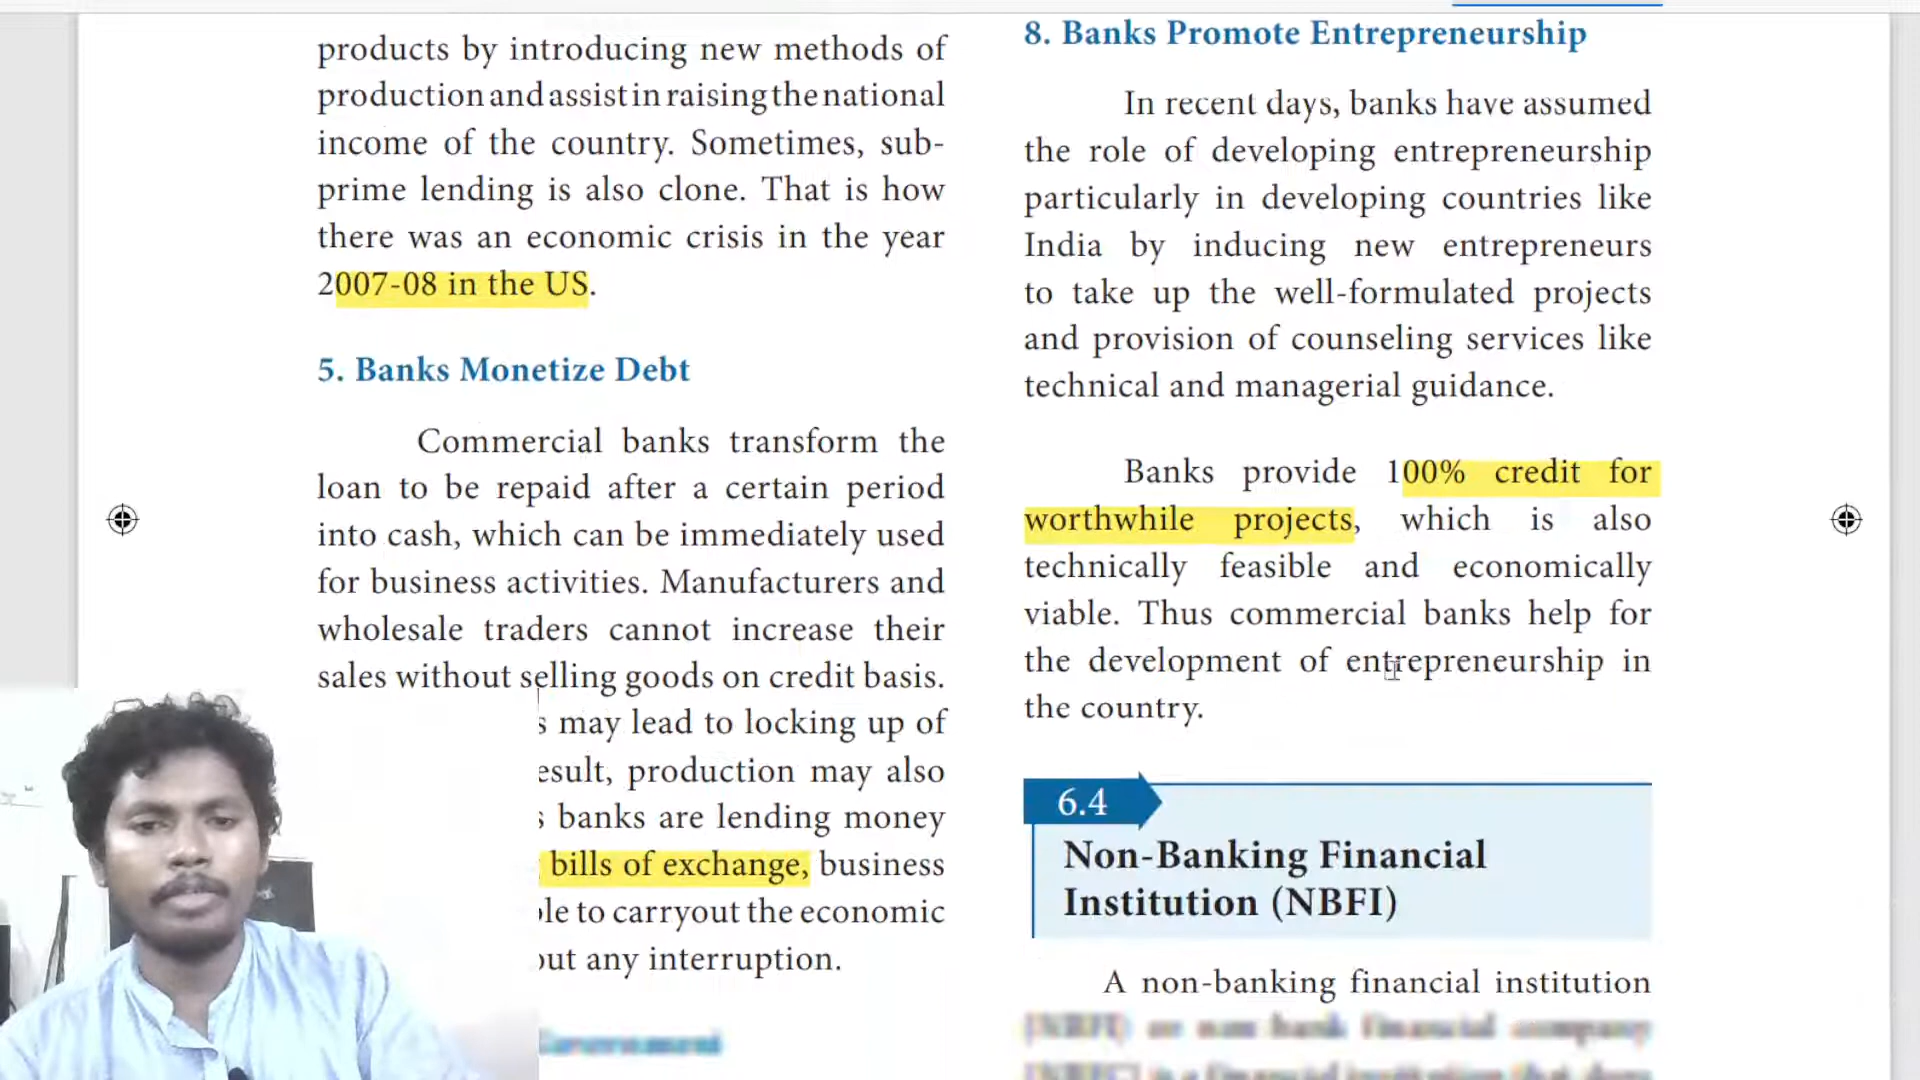 products by introducing new methods of
production and assist in raising the national
income of the country. Sometimes, sub-
prime lending is also clone. That is how
there was an economic crisis in the year
2007-08 in the US.
5. Banks Monetize Debt
Commercial banks transform the
loan to be repaid after a certain period
into cash, which can be immediately used
for business activities. Manufacturers and
wholesale traders cannot increase their
sales without selling goods on credit basis.
may lead to locking up of
production may also
banks are lending money
bills of exchange, business
to carryout the economic
any interruption.
Government
8. Banks Promote Entrepreneurship
In recent days, banks have assumed
the role of developing entrepreneurship
particularly in developing countries like
India by inducing new entrepreneurs
to take up the well-formulated projects
and provision of counseling services like
technical and managerial guidance.
Banks provide 100% credit for
worthwhile projects, which is also
technically feasible and economically
viable. Thus commercial banks help for
the development of entrepreneurship in
the country.
6.4
Non-Banking Financial
Institution (NBFI)
A non-banking financial institution
(NBFI) or non bank financial company